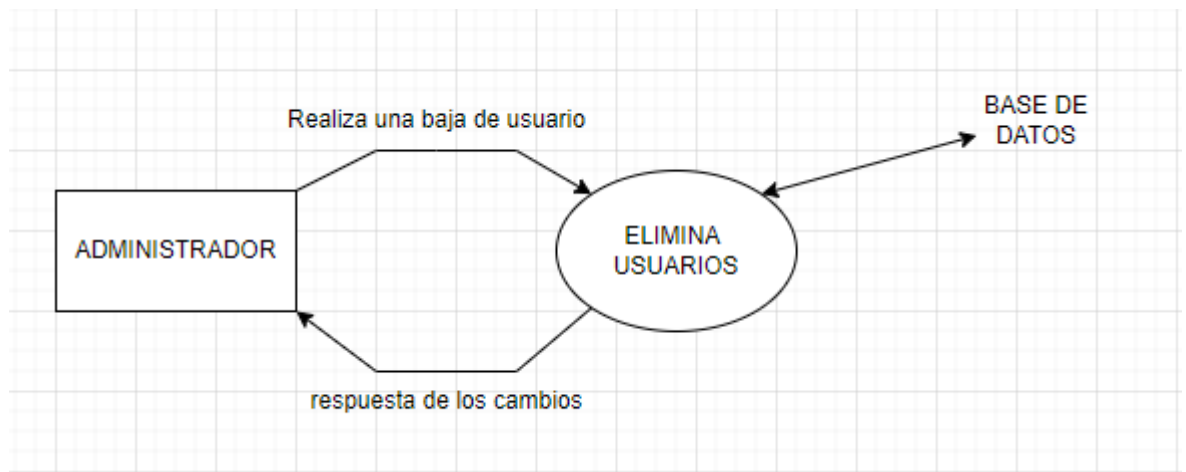 Realiza una baja de usuario
BASE DE
DATOS
ADMINISTRADOR
ELIMINA
USUARIOS
respuesta de los cambios